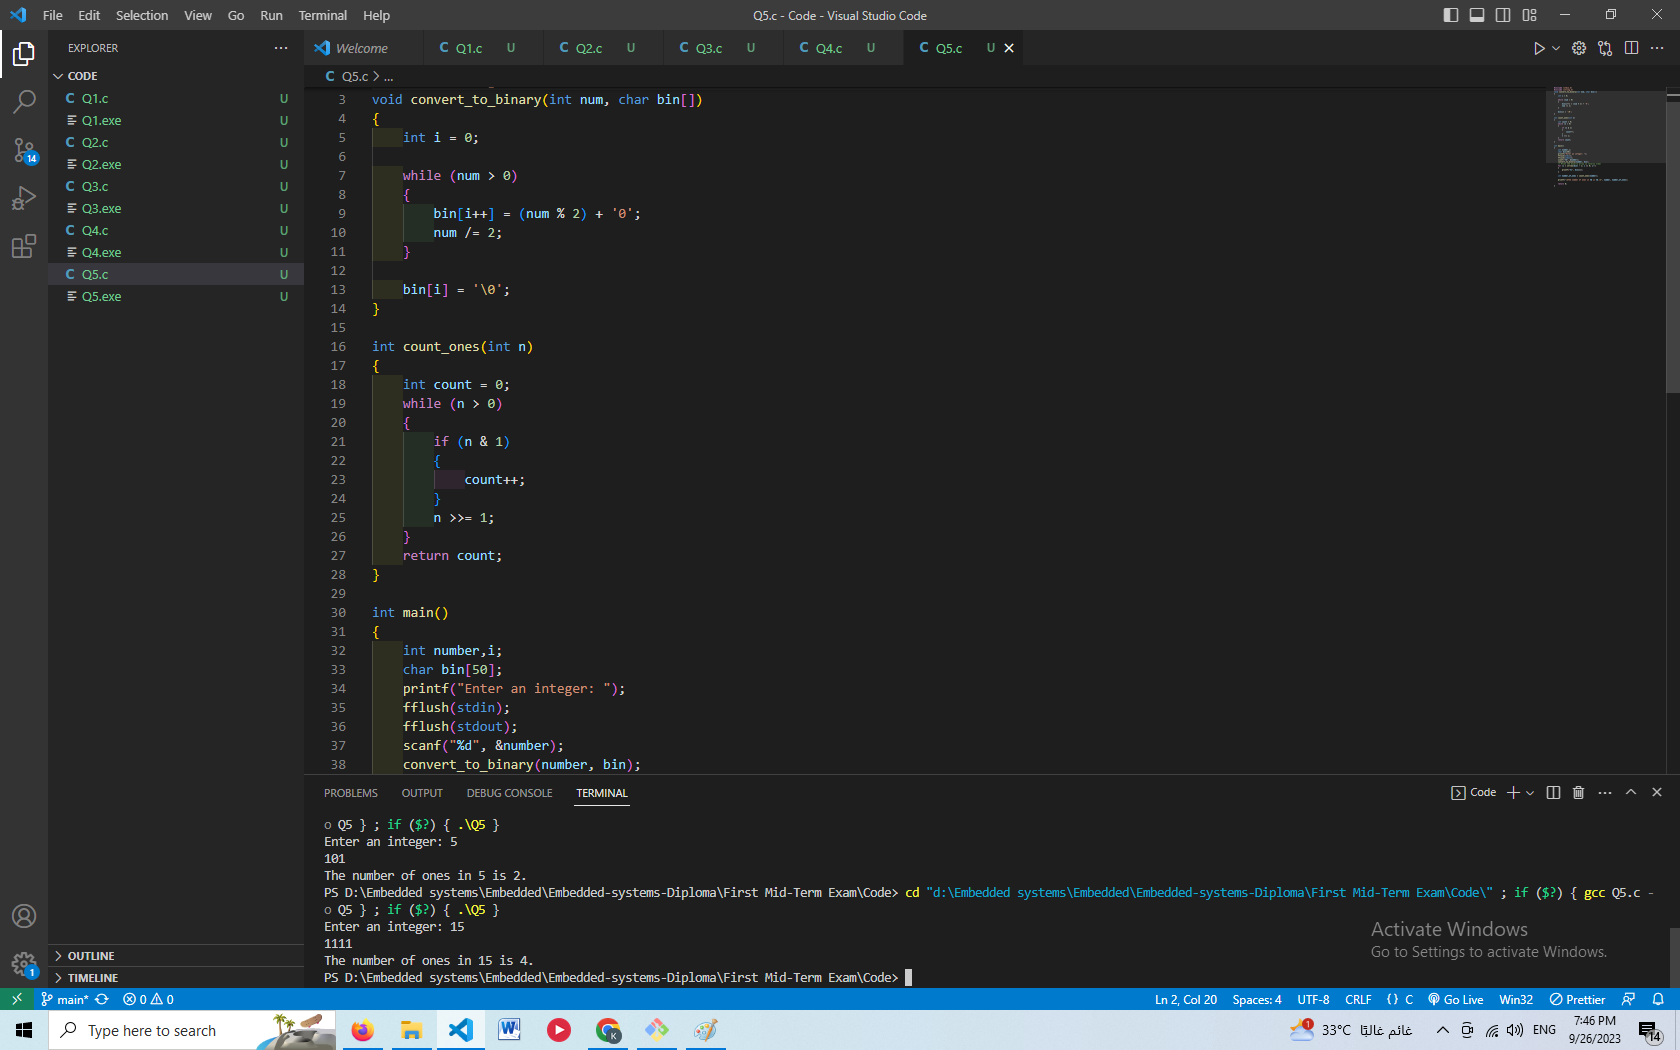 File Edit Selection View Go Run Terminal Help
Q5.c - Code - Visual Studio Code
EXPLORER
CODE
Q1.c U
Q1.exe U
Q2.c U
Q2.exe U
Q3.c U
Q3.exe U
Q4.c U
Q4.exe U
Q5.c U
Q5.exe U
14
OUTLINE
TIMELINE
1
Welcome C Q1.c U C Q2.c U C Q3.c U C Q4.c U C Q5.c U
C Q5.c > ...
3 void convert_to_binary(int num, char bin[])
4 {
5 int i = 0;
6
7 while (num > 0)
8 {
9 bin[i++] = (num % 2) + '0';
10 num /= 2;
11 }
12
13 bin[i] = '\0';
14 }
15
16 int count_ones(int n)
17 {
18 int count = 0;
19 while (n > 0)
20 {
21 if (n & 1)
22 {
23 count++;
24 }
25 n >>= 1;
26 }
27 return count;
28 }
29
30 int main()
31 {
32 int number,i;
33 char bin[50];
34 printf("Enter an integer: ");
35 fflush(stdin);
36 fflush(stdout);
37 scanf("%d", &number);
38 convert_to_binary(number, bin);
PROBLEMS OUTPUT DEBUG CONSOLE TERMINAL
Code
o Q5 } ; if ($?) { .\Q5 }
Enter an integer: 5
101
The number of ones in 5 is 2.
PS D:\Embedded systems\Embedded\Embedded-systems-Diploma\First Mid-Term Exam\Code> cd "d:\Embedded systems\Embedded\Embedded-systems-Diploma\First Mid-Term Exam\Code\" ; if ($?) { gcc Q5.c -
o Q5 } ; if ($?) { .\Q5 }
Enter an integer: 15
1111
The number of ones in 15 is 4.
PS D:\Embedded systems\Embedded\Embedded-systems-Diploma\First Mid-Term Exam\Code>
Activate Windows
Go to Settings to activate Windows.
main* 0 0
Ln 2, Col 20 Spaces: 4 UTF-8 CRLF {} C Go Live Win32 Prettier
Type here to search
1 33°C غائم غالبًا ENG
7:46 PM
9/26/2023
14